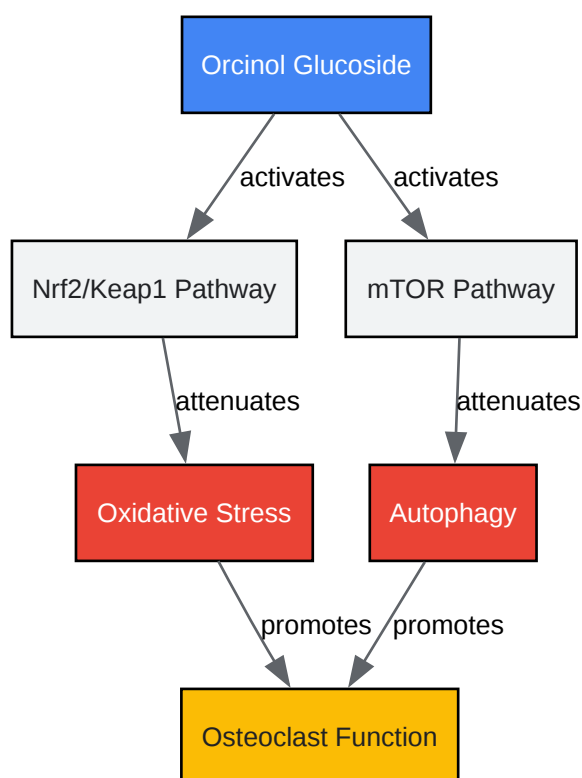 Orcinol Glucoside
activates
activates
Nrf2/Keap1 Pathway
mTOR Pathway
attenuates
attenuates
Oxidative Stress
Autophagy
promotes
promotes
Osteoclast Function